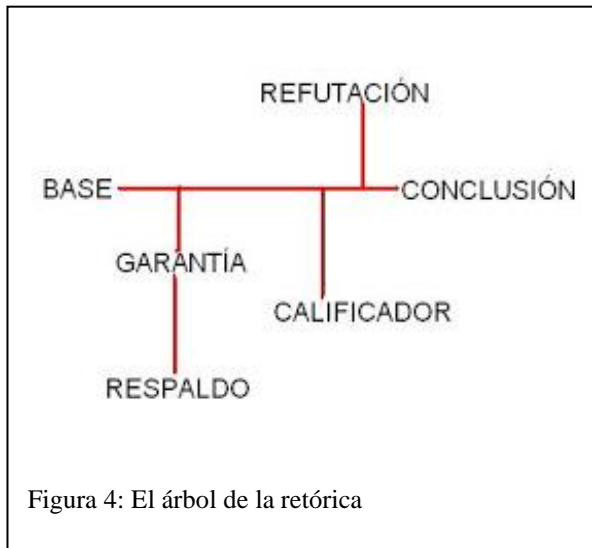 REFUTACIÓN
BASE
CONCLUSIÓN
GARANTÍA
CALIFICADOR
RESPALDO
Figura 4: El árbol de la retórica